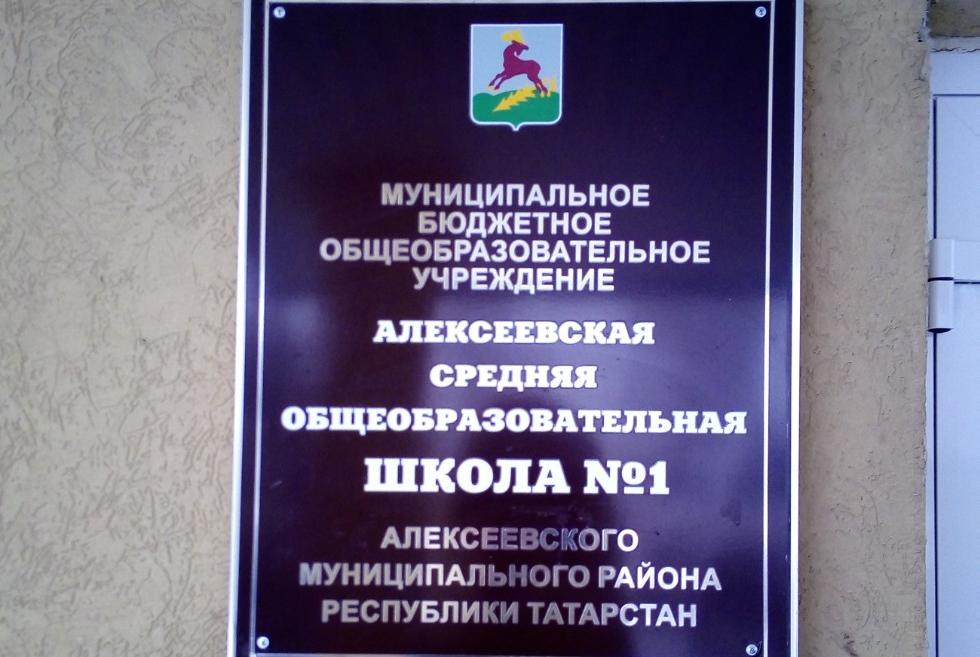 МУНИЦИПАЛЬНОЕ
БЮДЖЕТНОЕ
ОБЩЕОБРАЗОВАТЕЛЬНОЕ
УЧРЕЖДЕНИЕ
АЛЕКСЕЕВСКАЯ
СРЕДНЯЯ
ОБЩЕОБРАЗОВАТЕЛЬНАЯ
ШКОЛА №1
АЛЕКСЕЕВСКОГО
МУНИЦИПАЛЬНОГО РАЙОНА
РЕСПУБЛИКИ ТАТАРСТАН